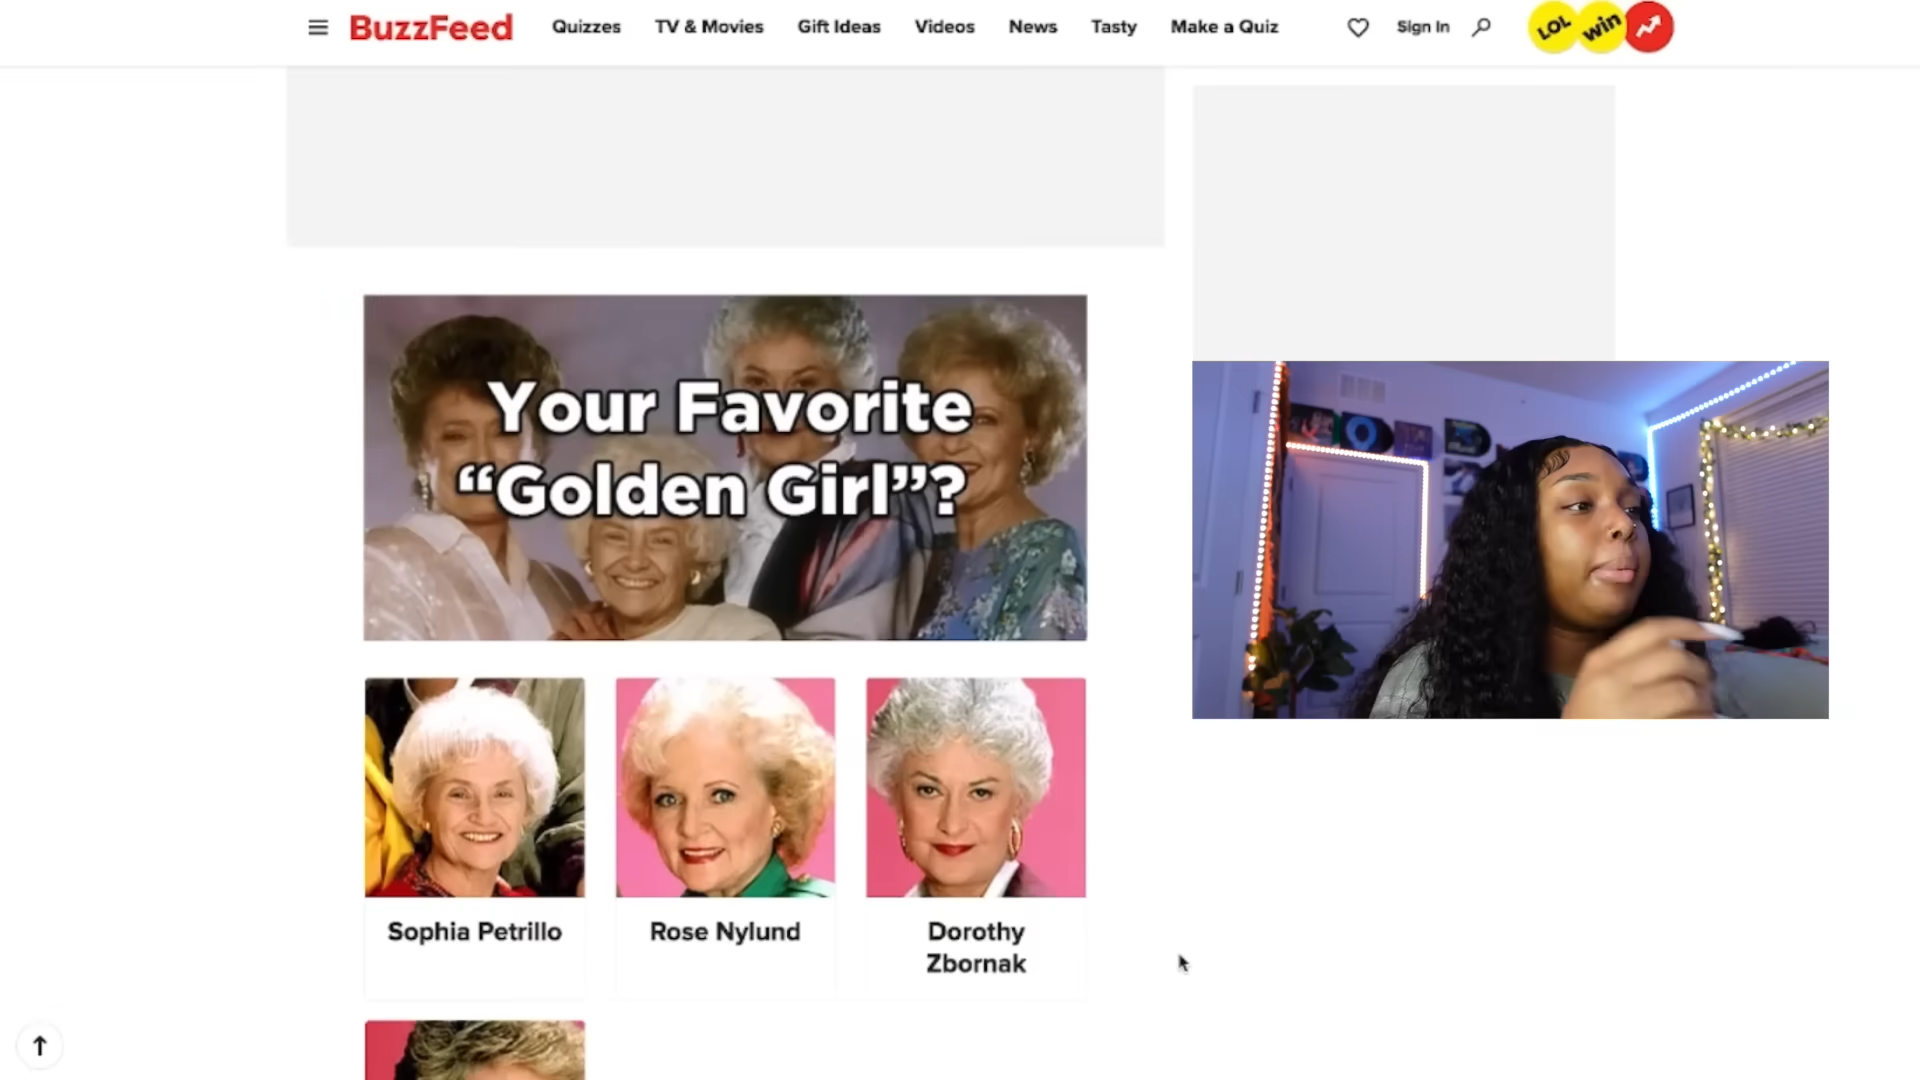 BuzzFeed
Quizzes
TV & Movies
Gift Ideas
Videos
News
Tasty
Make a Quiz
Sign In
LOL
win
Your Favorite
“Golden Girl”?
Sophia Petrillo
Rose Nylund
Dorothy
Zbornak